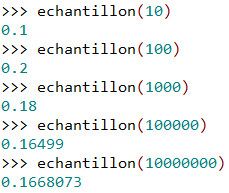 >>> echantillon(10)
0.1
>>> echantillon(100)
0.2
>>> echantillon(1000)
0.18
>>> echantillon(100000)
0.16499
>>> echantillon(10000000)
0.1668073